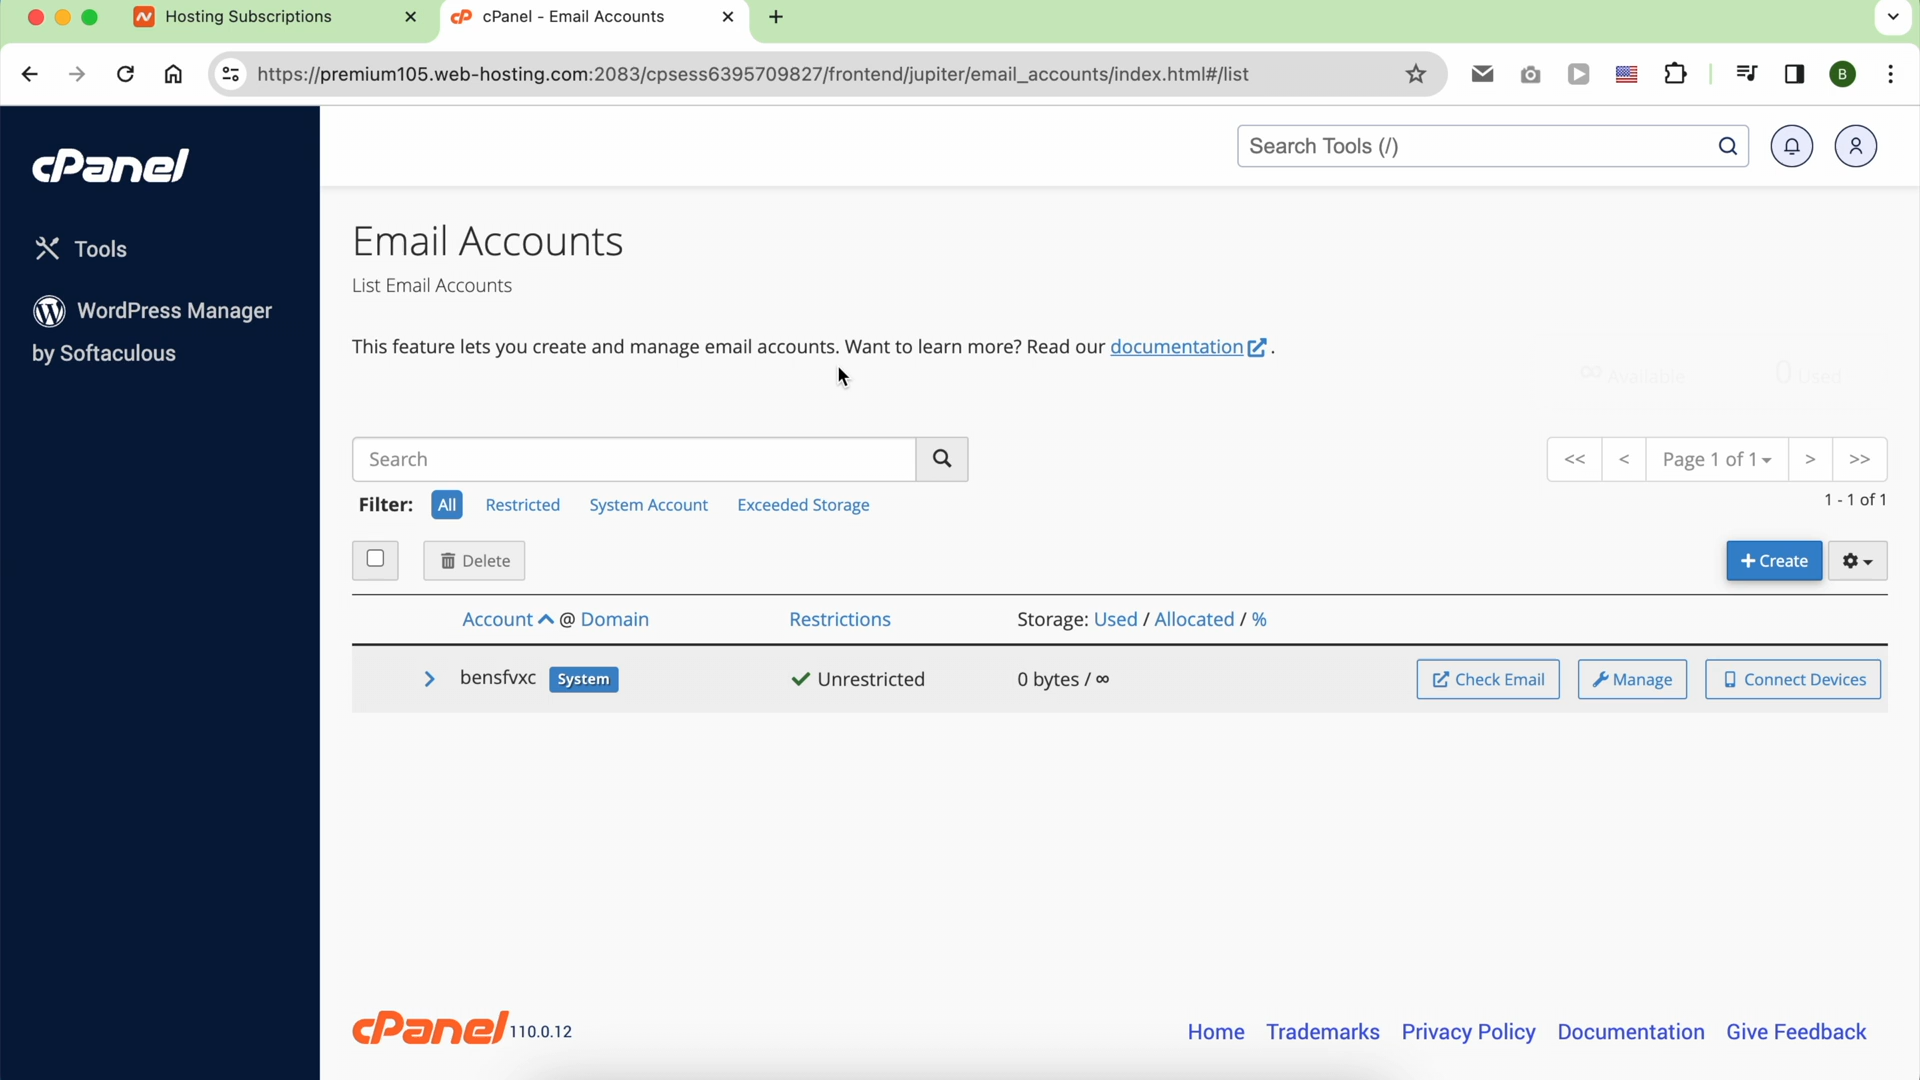 Hosting Subscriptions
cPanel - Email Accounts
https://premium105.web-hosting.com:2083/cpsess6395709827/frontend/jupiter/email_accounts/index.html#/list
B
cPanel
Search Tools (/)
Tools
WordPress Manager
by Softaculous
Email Accounts
List Email Accounts
This feature lets you create and manage email accounts. Want to learn more? Read our documentation.
∞ Available 0 Used
Search
<< < Page 1 of 1 > >>
Filter: All Restricted System Account Exceeded Storage
1 - 1 of 1
Delete
+ Create
Account @ Domain Restrictions Storage: Used / Allocated / %
bensfvxc System Unrestricted 0 bytes / ∞ Check Email Manage Connect Devices
cPanel 110.0.12
Home Trademarks Privacy Policy Documentation Give Feedback